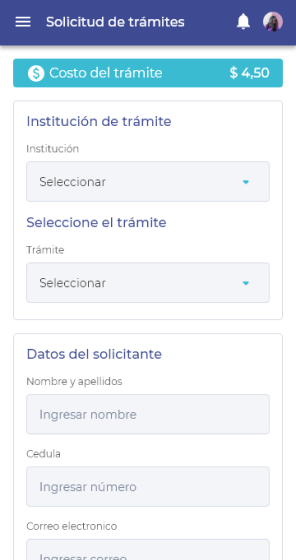 Solicitud de trámites
$ Costo del trámite $ 4,50
Institución de trámite
Institución
Seleccionar
Seleccione el trámite
Trámite
Seleccionar
Datos del solicitante
Nombre y apellidos
Ingresar nombre
Cedula
Ingresar número
Correo electronico
Ingresar correo